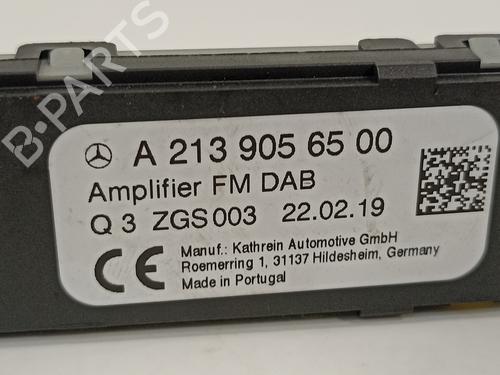 A 213 905 65 00
Amplifier FM DAB
Q 3 ZGS 003 22.02.19
CE
Manuf.: Kathrein Automotive GmbH
Roemerring 1, 31137 Hildesheim, Germany
Made in Portugal
B-PARTS